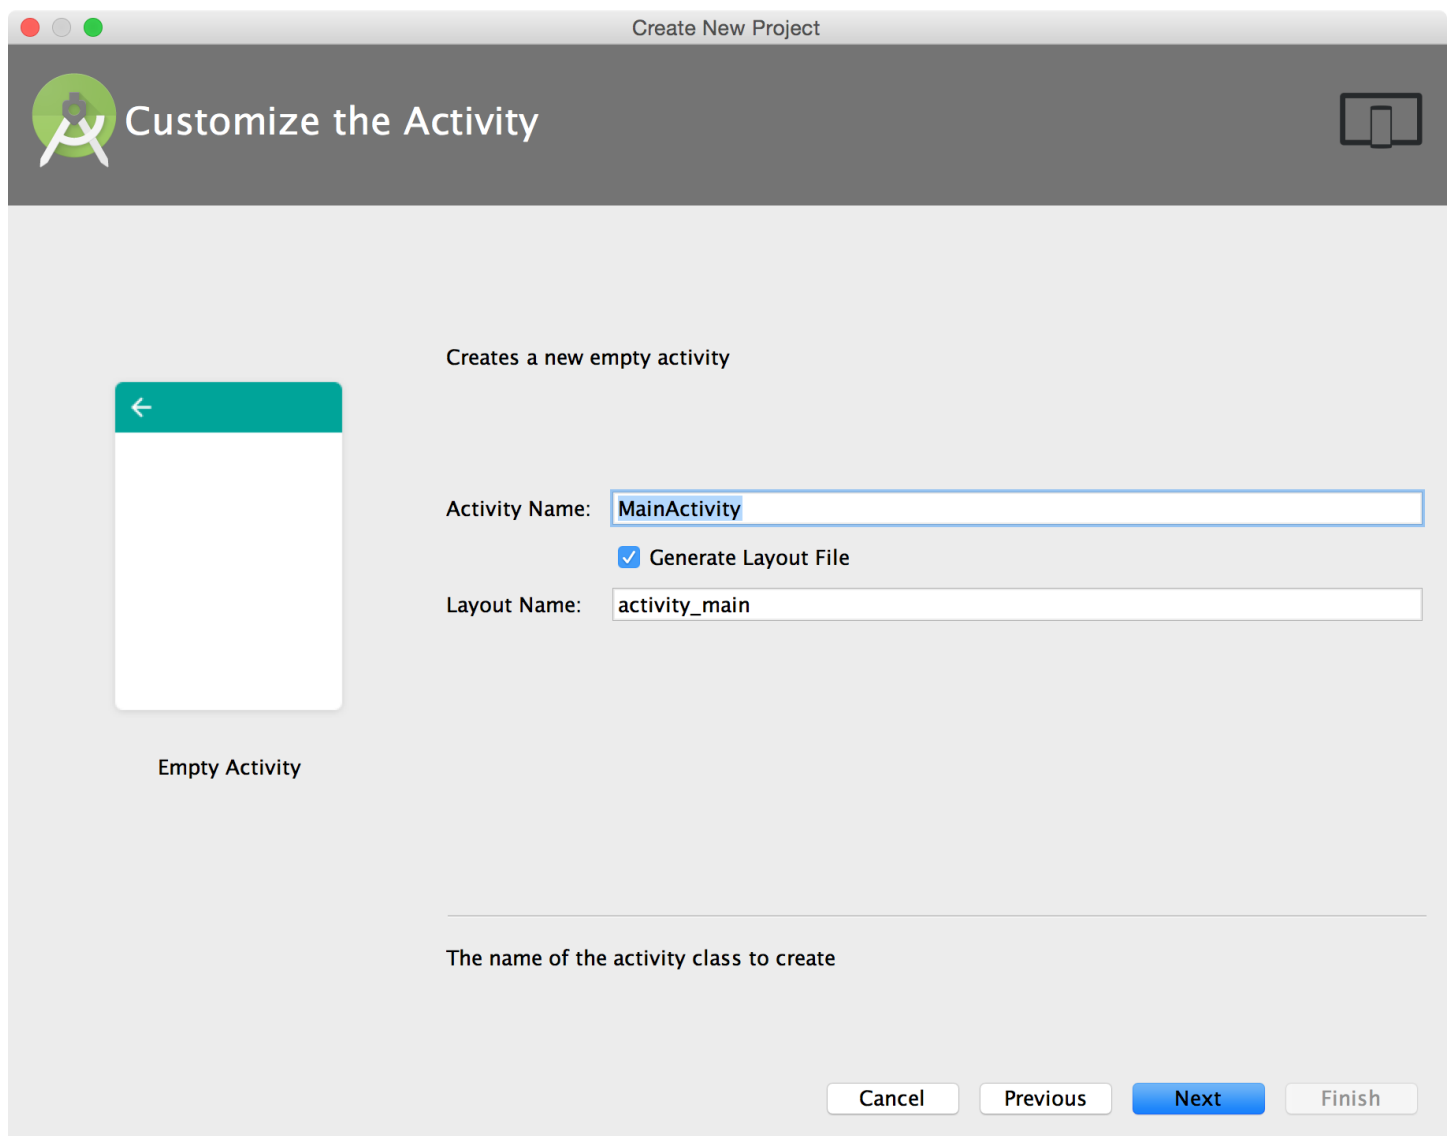 Create New Project
Customize the Activity
Creates a new empty activity
Activity Name: MainActivity
Generate Layout File
Layout Name: activity_main
Empty Activity
The name of the activity class to create
Cancel Previous Next Finish